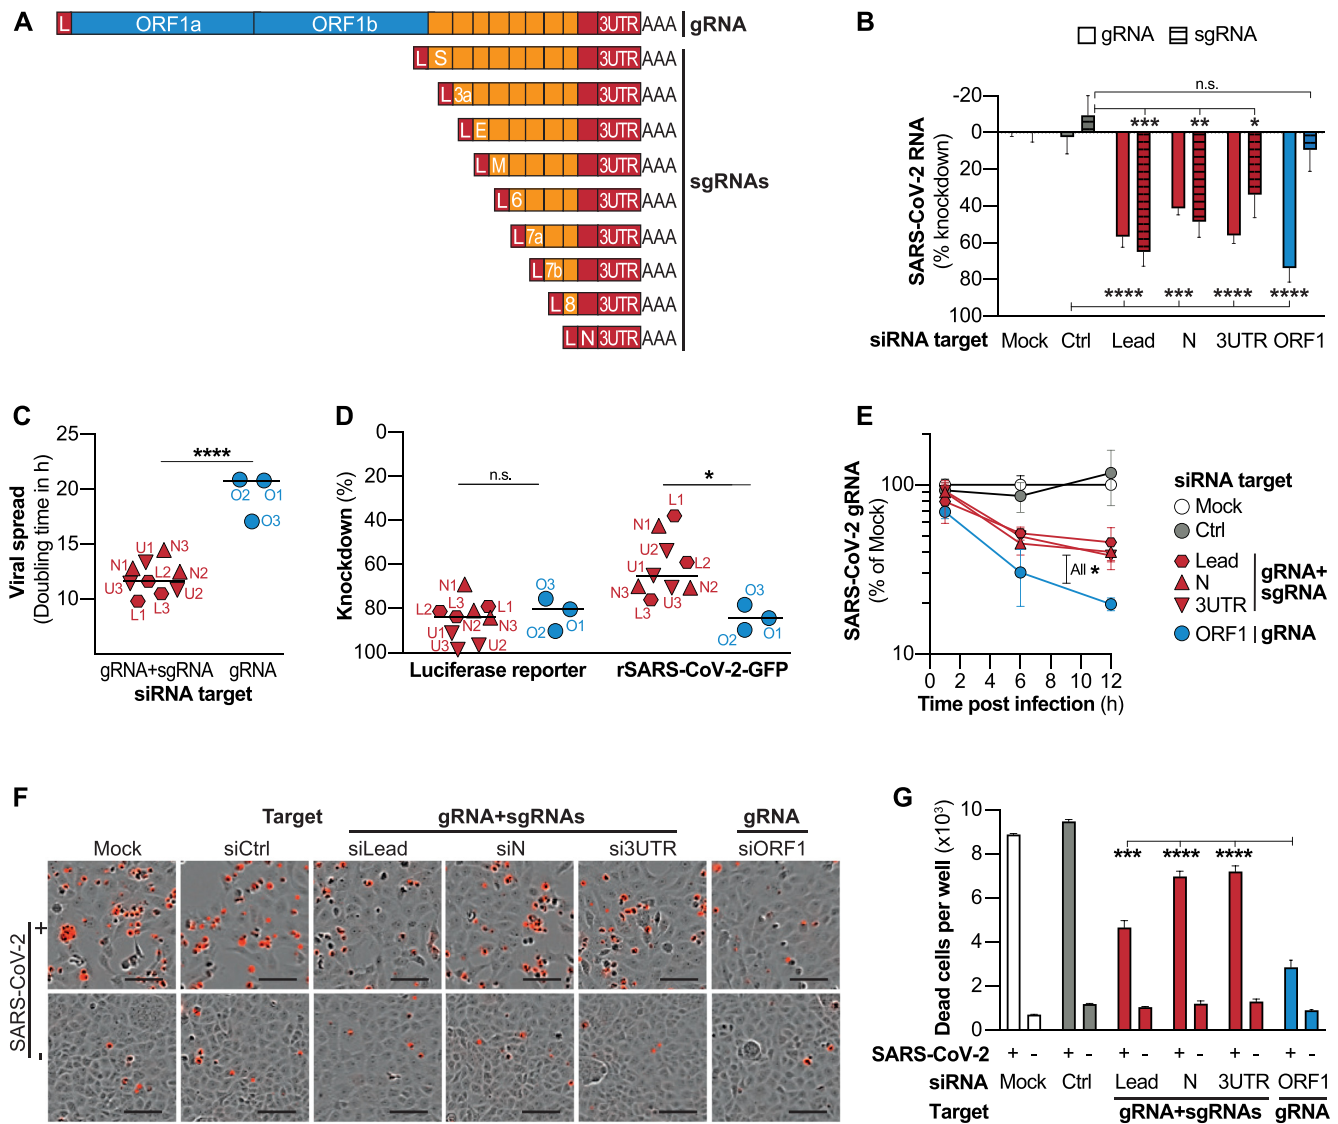 A
L ORF1a ORF1b 3UTR AAA gRNA
L S 3UTR AAA
L 3a 3UTR AAA
L E 3UTR AAA
L M 3UTR AAA
L 6 3UTR AAA
L 7a 3UTR AAA
L 7b 3UTR AAA
L 8 3UTR AAA
L N 3UTR AAA
sgRNAs
B
gRNA sgRNA
n.s.
*** ** *
-20
0
20
40
60
80
100
SARS-CoV-2 RNA
(% knockdown)
**** *** **** ****
siRNA target Mock Ctrl Lead N 3UTR ORF1
C
25
20
15
10
Viral spread
(Doubling time in h)
****
O2 O1
O3
U1 N3
N1 L2 N2
U3 U2
L1 L3
gRNA+sgRNA gRNA
siRNA target
D
0
20
40
60
80
100
Knockdown (%)
n.s.
*
N1
L2 L3 L1
N2 N3
U1
U3 U2
O3
O2 O1
L1
N1
U2
U1 L2
N3 N2
L3 U3
O3
O2 O1
Luciferase reporter rSARS-CoV-2-GFP
E
100
10
SARS-CoV-2 gRNA
(% of Mock)
All *
0 2 4 6 8 10 12
Time post infection (h)
siRNA target
Mock
Ctrl
Lead
N
3UTR
gRNA+
sgRNA
ORF1 gRNA
F
Target gRNA+sgRNAs gRNA
Mock siCtrl siLead siN si3UTR siORF1
SARS-CoV-2
+
-
G
10
8
6
4
2
0
Dead cells per well (x10³)
*** **** ****
SARS-CoV-2 + - + - + - + - + - + -
siRNA Mock Ctrl Lead N 3UTR ORF1
Target gRNA+sgRNAs gRNA